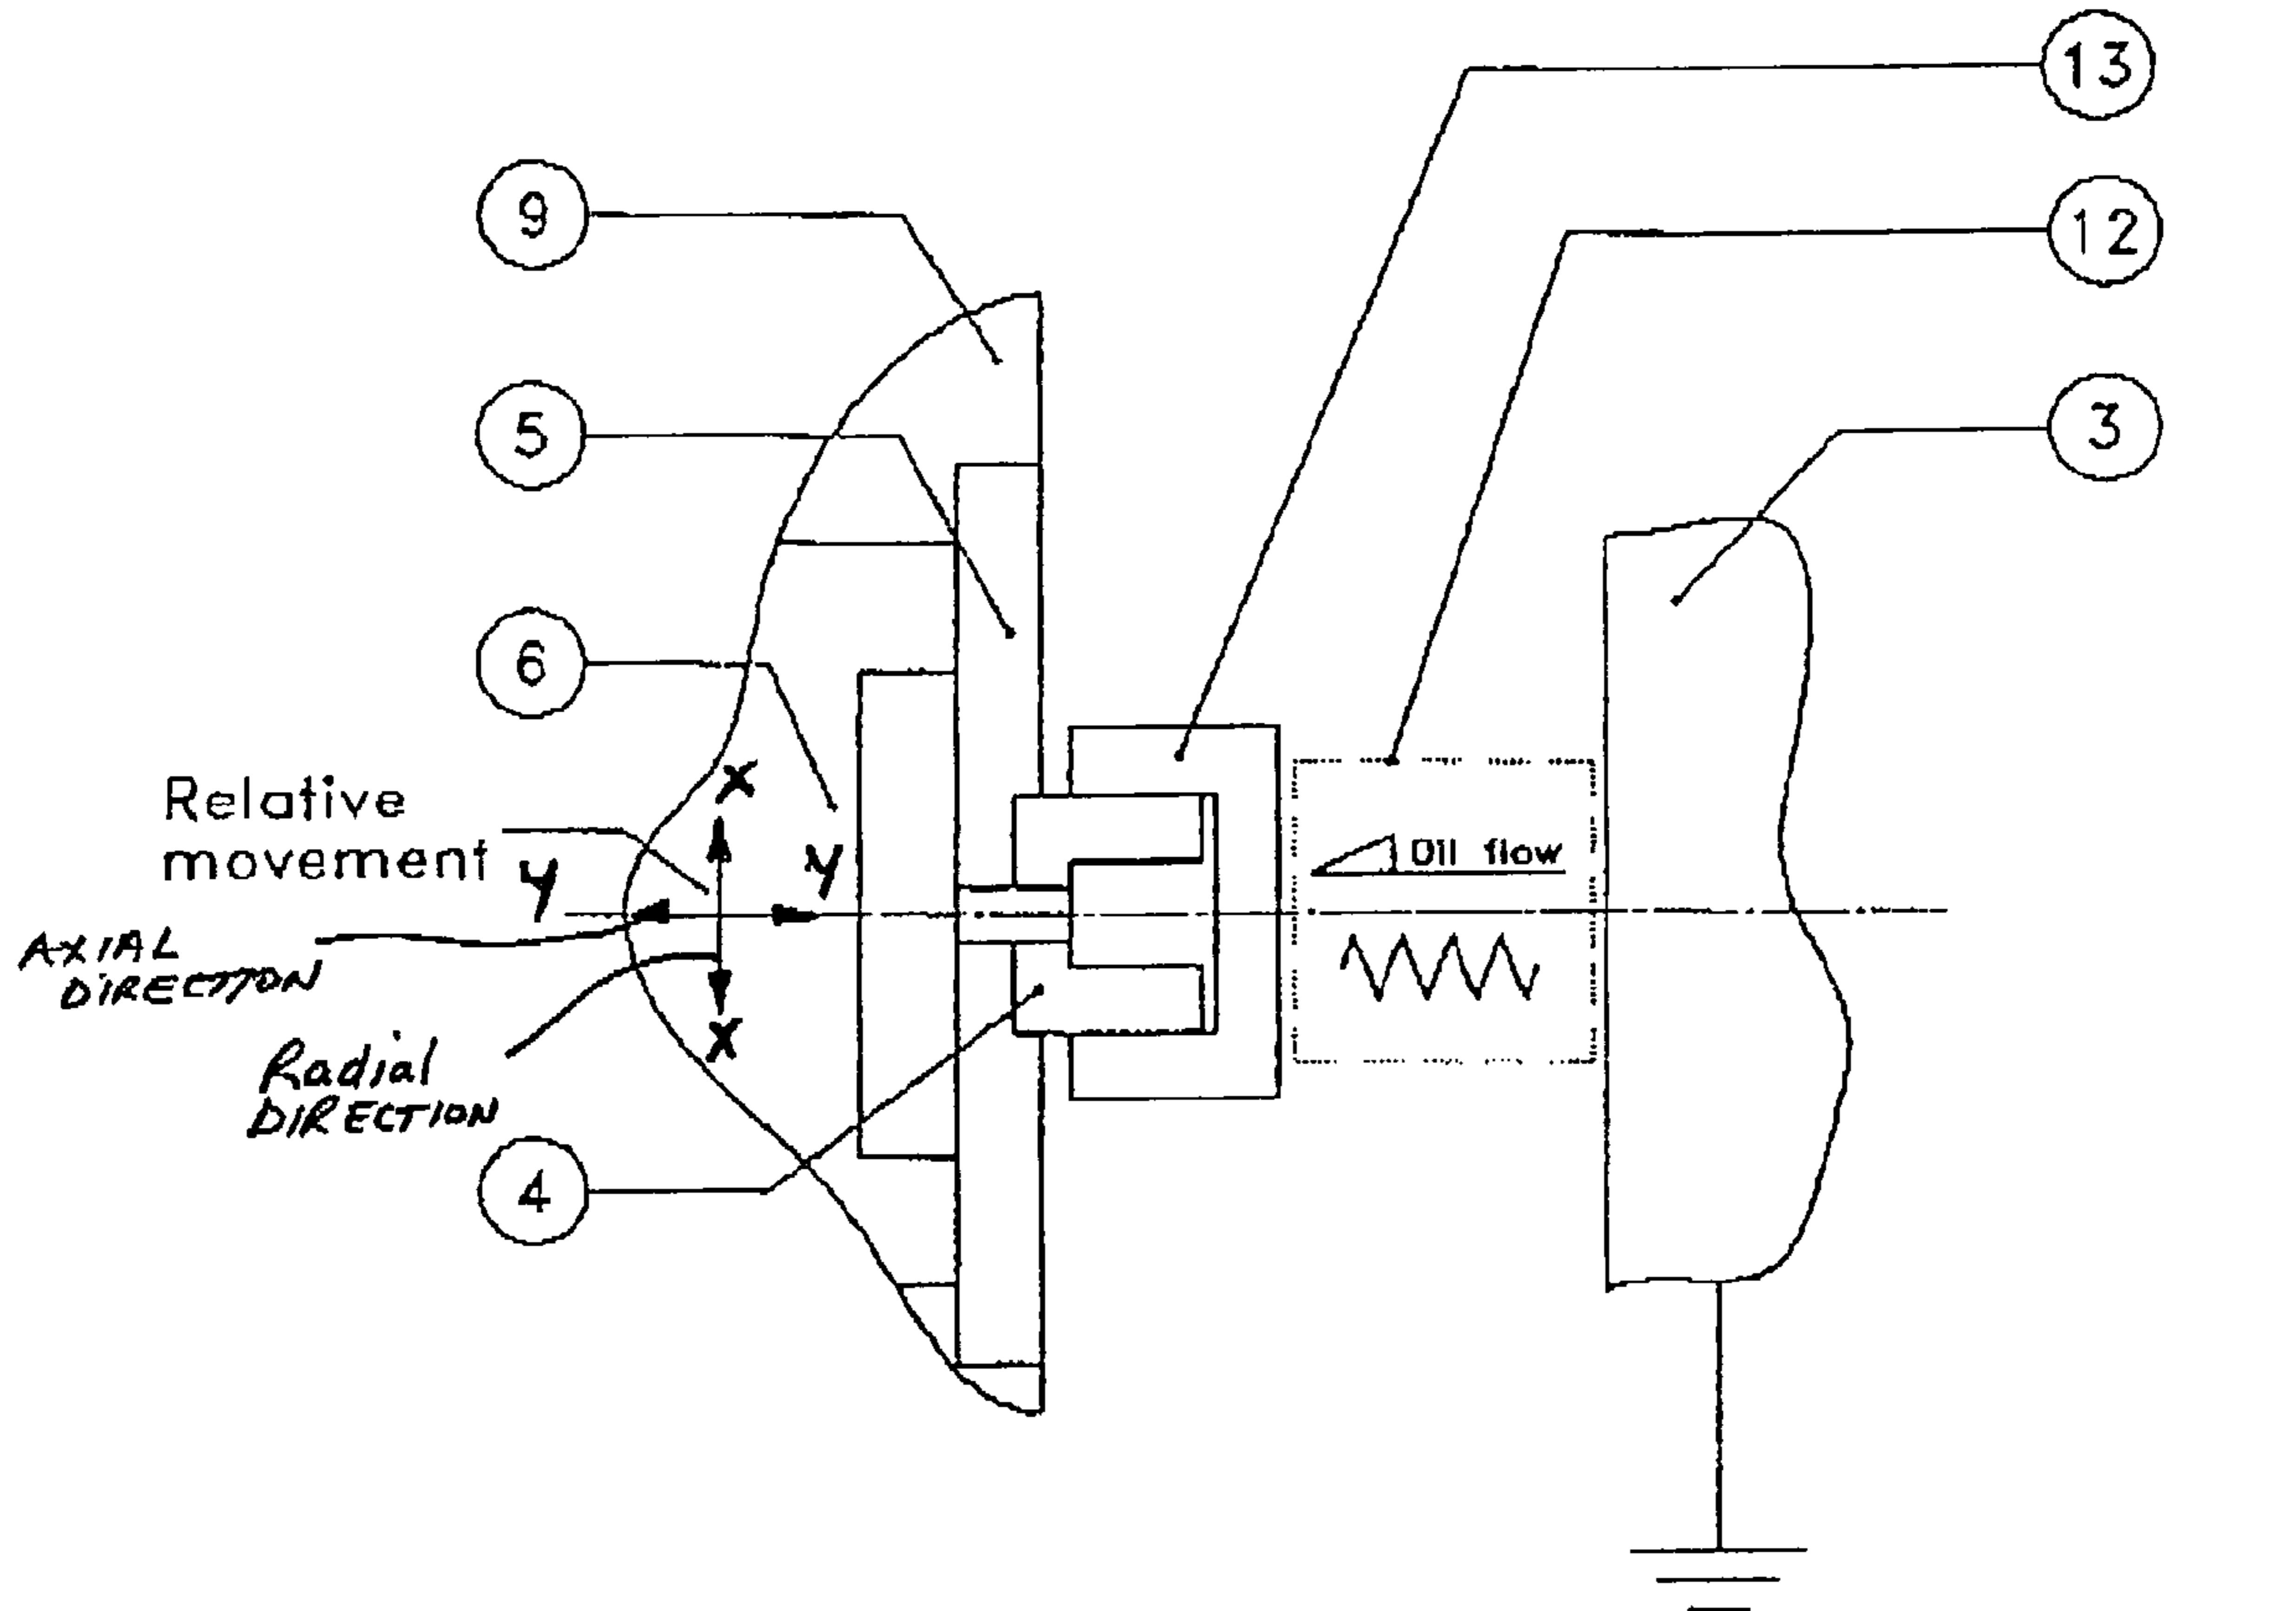 13
12
9
3
5
6
Relative
movement
x
y
y
Oil flow
AXIAL
DIRECTION
x
Radial
DIRECTION
4